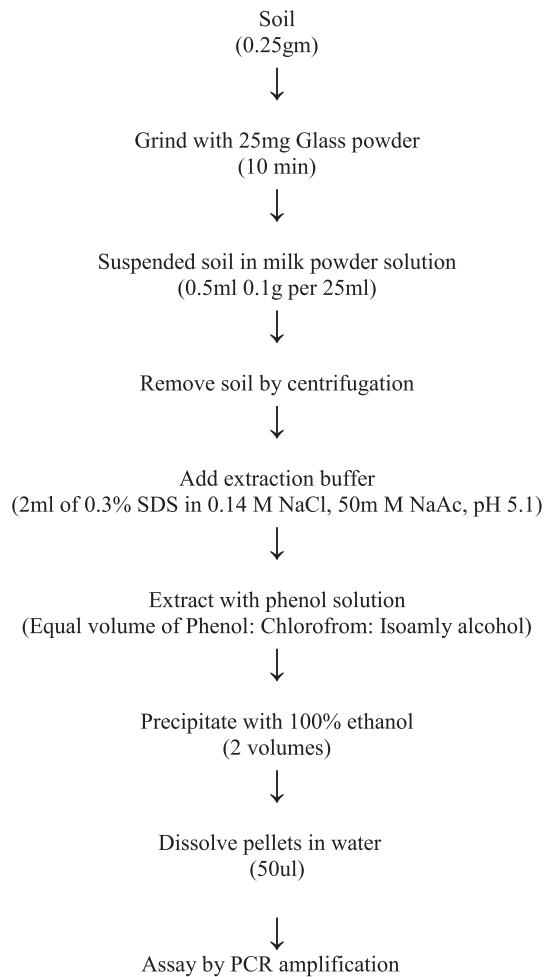 Soil
(0.25gm)
Grind with 25mg Glass powder
(10 min)
Suspended soil in milk powder solution
(0.5ml 0.1g per 25ml)
Remove soil by centrifugation
Add extraction buffer
(2ml of 0.3% SDS in 0.14 M NaCl, 50m M NaAc, pH 5.1)
Extract with phenol solution
(Equal volume of Phenol: Chlorofrom: Isoamly alcohol)
Precipitate with 100% ethanol
(2 volumes)
Dissolve pellets in water
(50ul)
Assay by PCR amplification